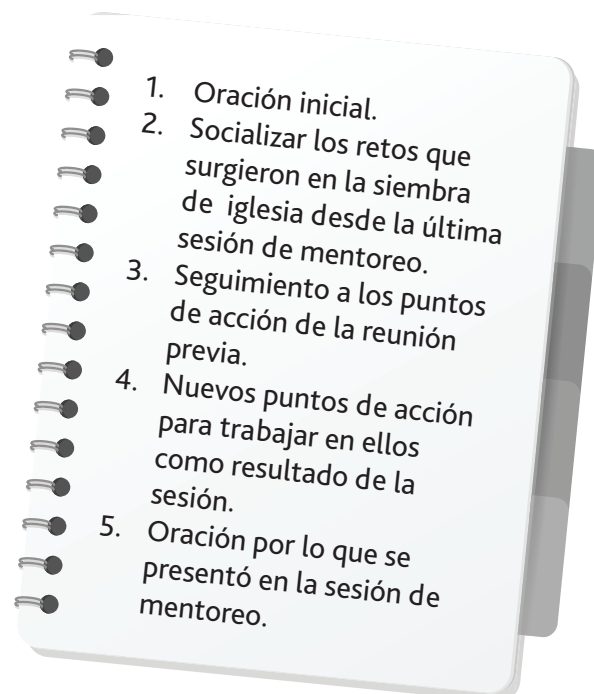 1. Oración inicial.
2. Socializar los retos que
surgieron en la siembra
de iglesia desde la última
sesión de mentoreo.
3. Seguimiento a los puntos
de acción de la reunión
previa.
4. Nuevos puntos de acción
para trabajar en ellos
como resultado de la
sesión.
5. Oración por lo que se
presentó en la sesión de
mentoreo.